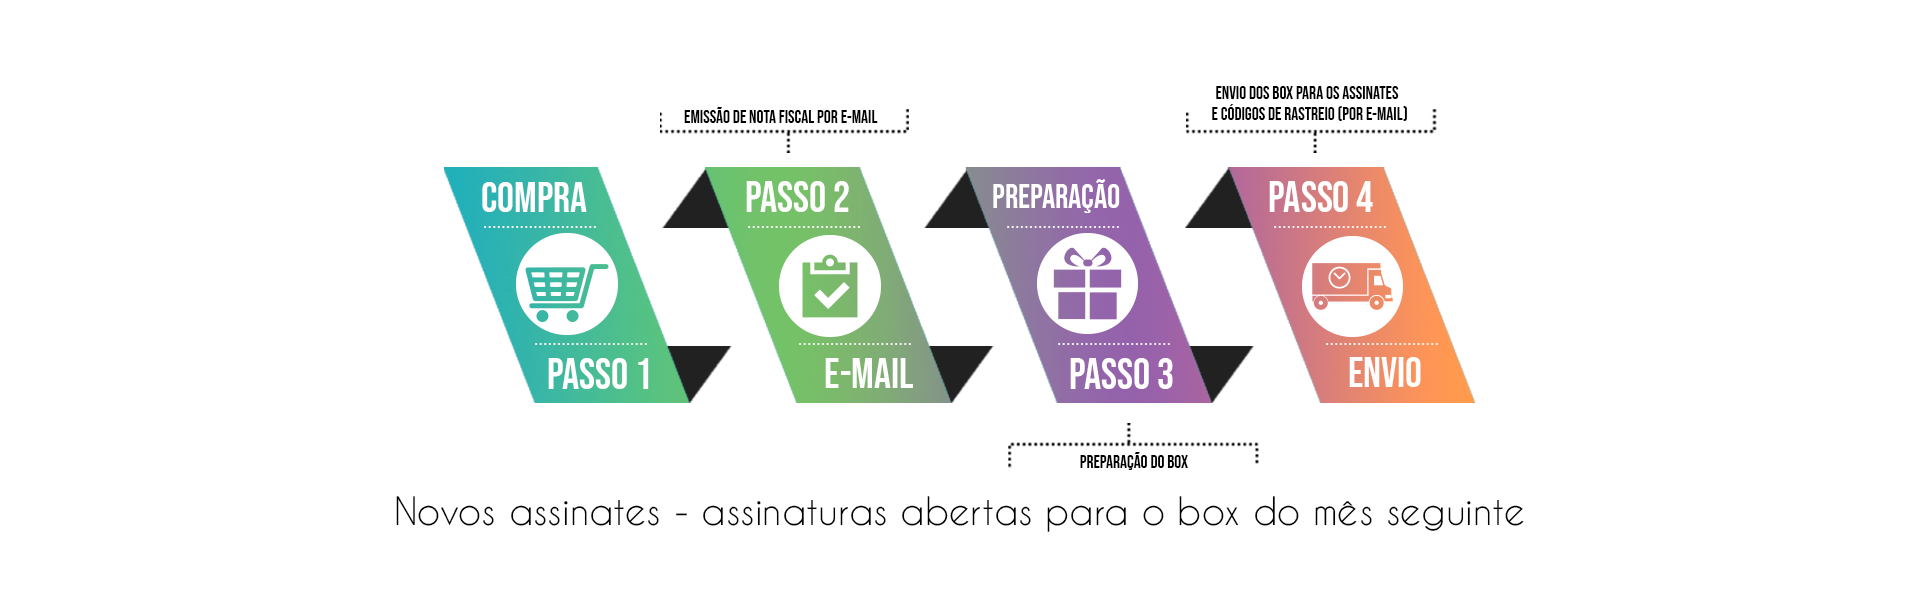 COMPRA
PASSO 1
EMISSÃO DE NOTA FISCAL POR E-MAIL
PASSO 2
E-MAIL
PREPARAÇÃO
PASSO 3
PREPARAÇÃO DO BOX
ENVIO DOS BOX PARA OS ASSINATES
E CÓDIGOS DE RASTREIO (POR E-MAIL)
PASSO 4
ENVIO
Novos assinates - assinaturas abertas para o box do mês seguinte